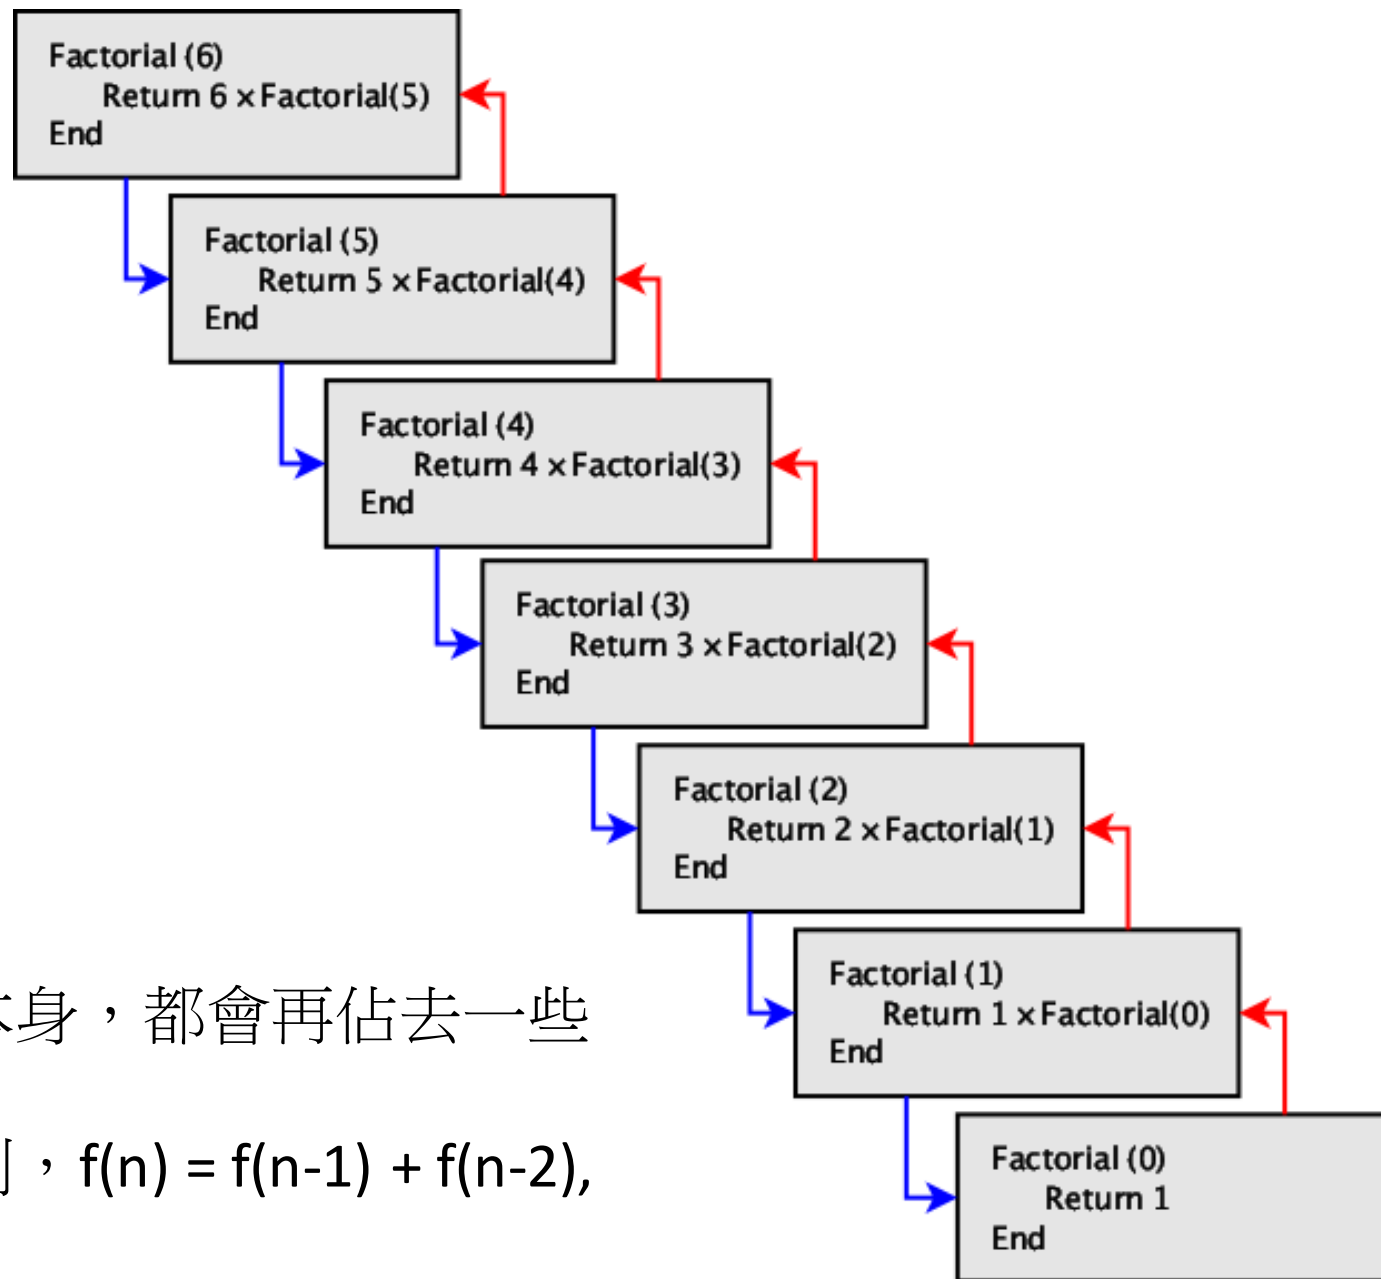 Factorial (6)
Return 6 × Factorial(5)
End
Factorial (5)
Return 5 × Factorial(4)
End
Factorial (4)
Return 4 × Factorial(3)
End
Factorial (3)
Return 3 × Factorial(2)
End
Factorial (2)
Return 2 × Factorial(1)
End
Factorial (1)
Return 1 × Factorial(0)
End
Factorial (0)
Return 1
End
本身，都會再佔去一些
，f(n) = f(n-1) + f(n-2),